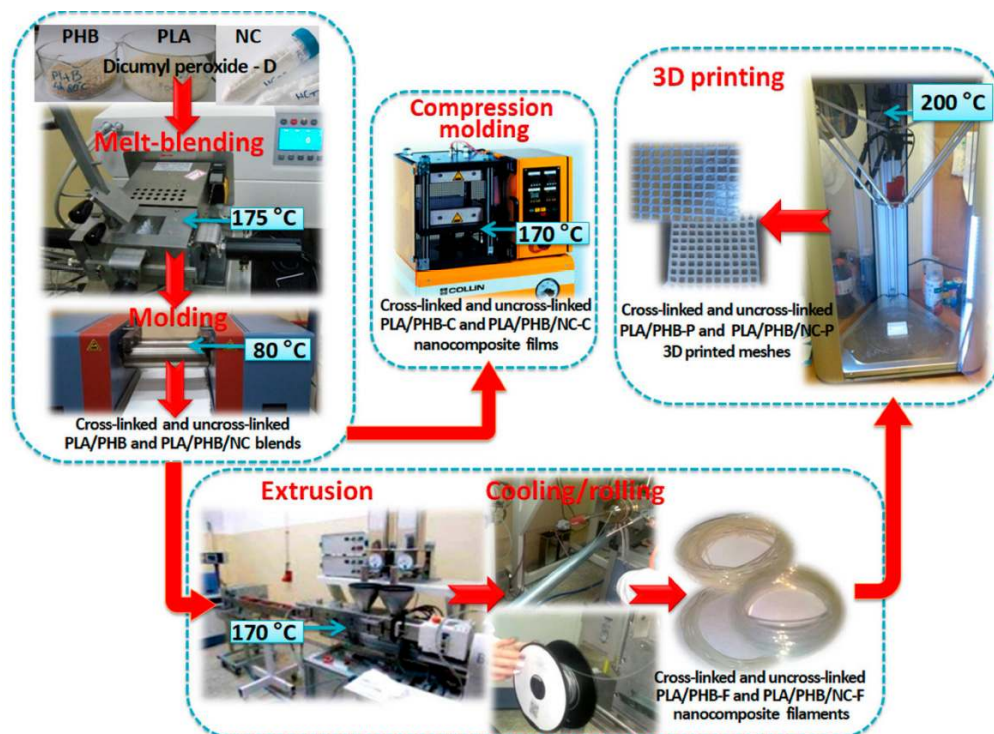 PHB PLA NC
Dicumyl peroxide - D
Melt-blending
175 °C
Molding
80 °C
Cross-linked and uncross-linked
PLA/PHB and PLA/PHB/NC blends
Compression
molding
170 °C
COLLIN
Cross-linked and uncross-linked
PLA/PHB-C and PLA/PHB/NC-C
nanocomposite films
3D printing
200 °C
Cross-linked and uncross-linked
PLA/PHB-P and PLA/PHB/NC-P
3D printed meshes
Extrusion
170 °C
Cooling/rolling
Cross-linked and uncross-linked
PLA/PHB-F and PLA/PHB/NC-F
nanocomposite filaments